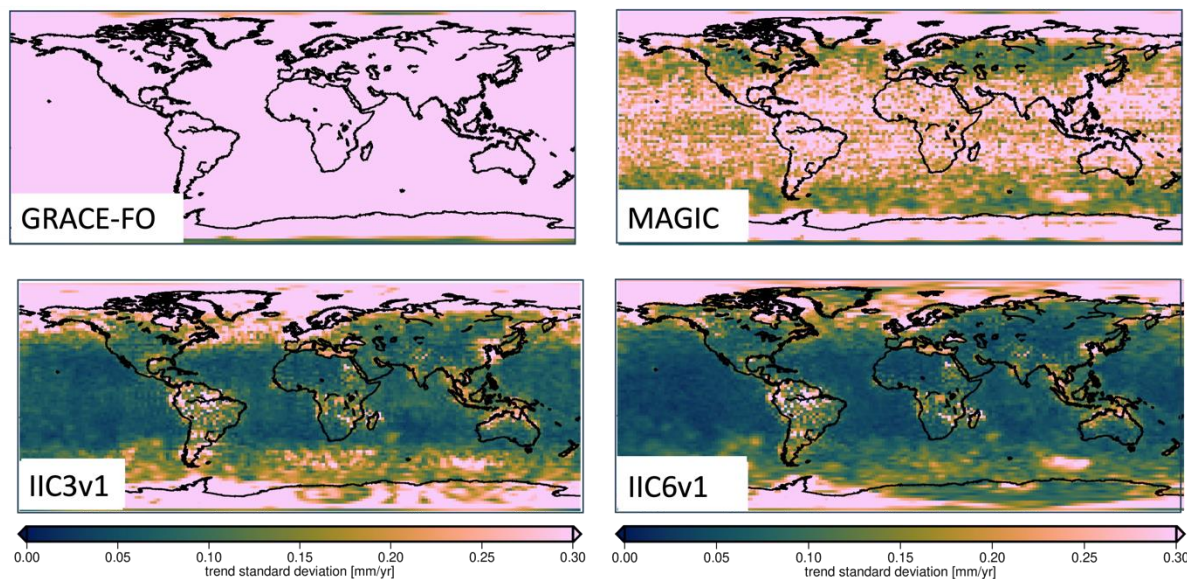 GRACE-FO
MAGIC
IIC3v1
IIC6v1
0.00 0.05 0.10 0.15 0.20 0.25 0.30
trend standard deviation [mm/yr]
0.00 0.05 0.10 0.15 0.20 0.25 0.30
trend standard deviation [mm/yr]